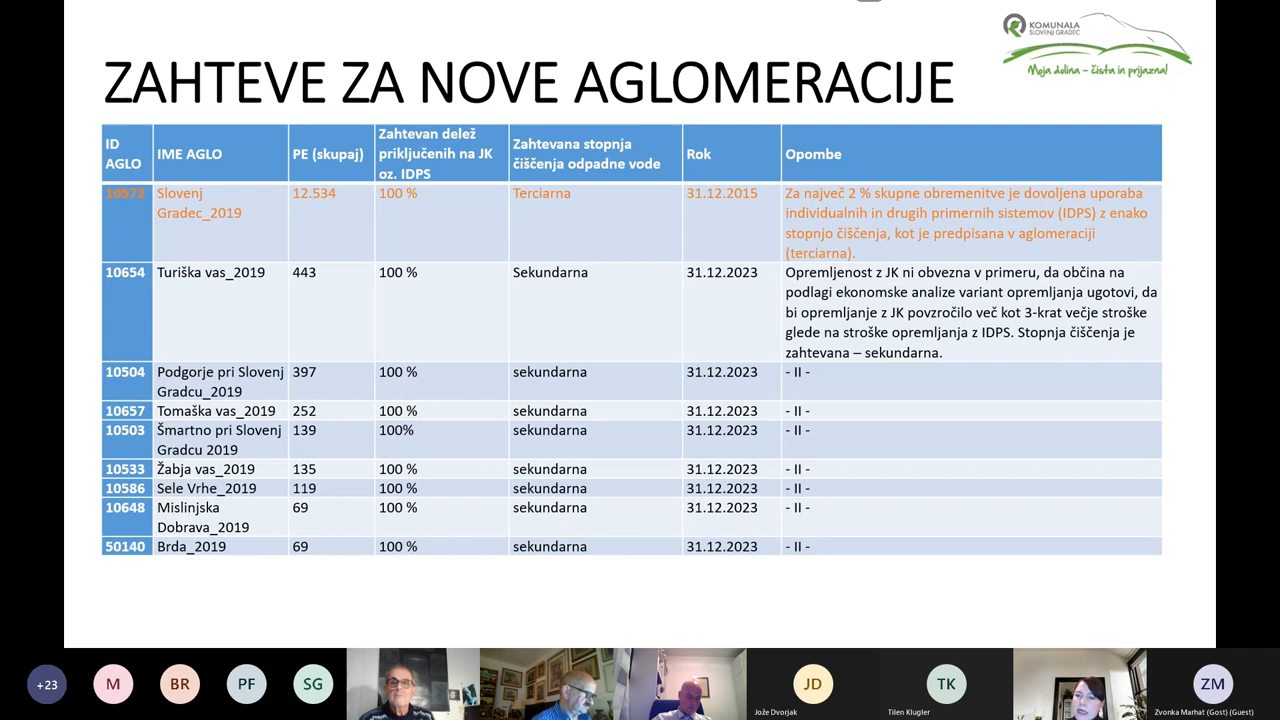 KOMUNALA
SLOVENJ GRADEC
Moja dolina – čista in prijazna!
ZAHTEVE ZA NOVE AGLOMERACIJE
ID AGLO IME AGLO PE (skupaj) Zahtevan delež priključenih na JK oz. IDPS Zahtevana stopnja čiščenja odpadne vode Rok Opombe
10572 Slovenj Gradec_2019 12.534 100 % Terciarna 31.12.2015 Za največ 2 % skupne obremenitve je dovoljena uporaba
individualnih in drugih primernih sistemov (IDPS) z enako
stopnjo čiščenja, kot je predpisana v aglomeraciji
(terciarna).
10654 Turiška vas_2019 443 100 % Sekundarna 31.12.2023 Opremljenost z JK ni obvezna v primeru, da občina na
podlagi ekonomske analize variant opremljanja ugotovi, da
bi opremljanje z JK povzročilo več kot 3-krat večje stroške
glede na stroške opremljanja z IDPS. Stopnja čiščenja je
zahtevana – sekundarna.
10504 Podgorje pri Slovenj Gradcu_2019 397 100 % sekundarna 31.12.2023 - II -
10657 Tomaška vas_2019 252 100 % sekundarna 31.12.2023 - II -
10503 Šmartno pri Slovenj Gradcu 2019 139 100% sekundarna 31.12.2023 - II -
10533 Žabja vas_2019 135 100 % sekundarna 31.12.2023 - II -
10586 Sele Vrhe_2019 119 100 % sekundarna 31.12.2023 - II -
10648 Mislinjska Dobrava_2019 69 100 % sekundarna 31.12.2023 - II -
50140 Brda_2019 69 100 % sekundarna 31.12.2023 - II -
+23 M BR PF SG JD TK ZM
Jože Dvorjak Tilen Klugler Zvonka Marhat (Gost) (Guest)